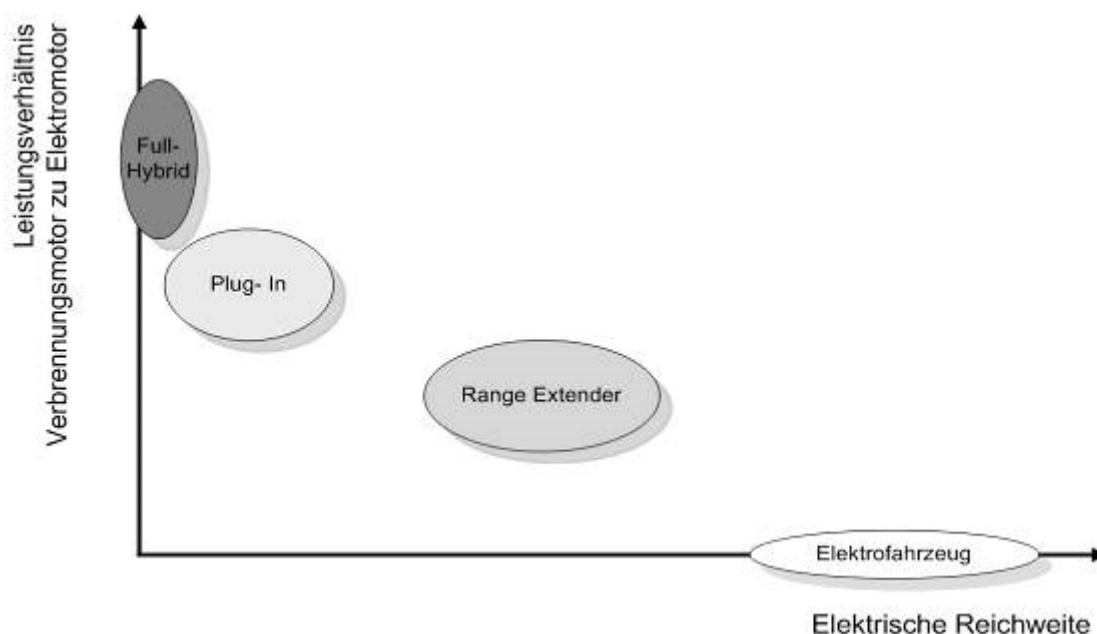 Leistungsverhältnis
Verbrennungsmotor zu Elektromotor
Full-
Hybrid
Plug- In
Range Extender
Elektrofahrzeug
Elektrische Reichweite